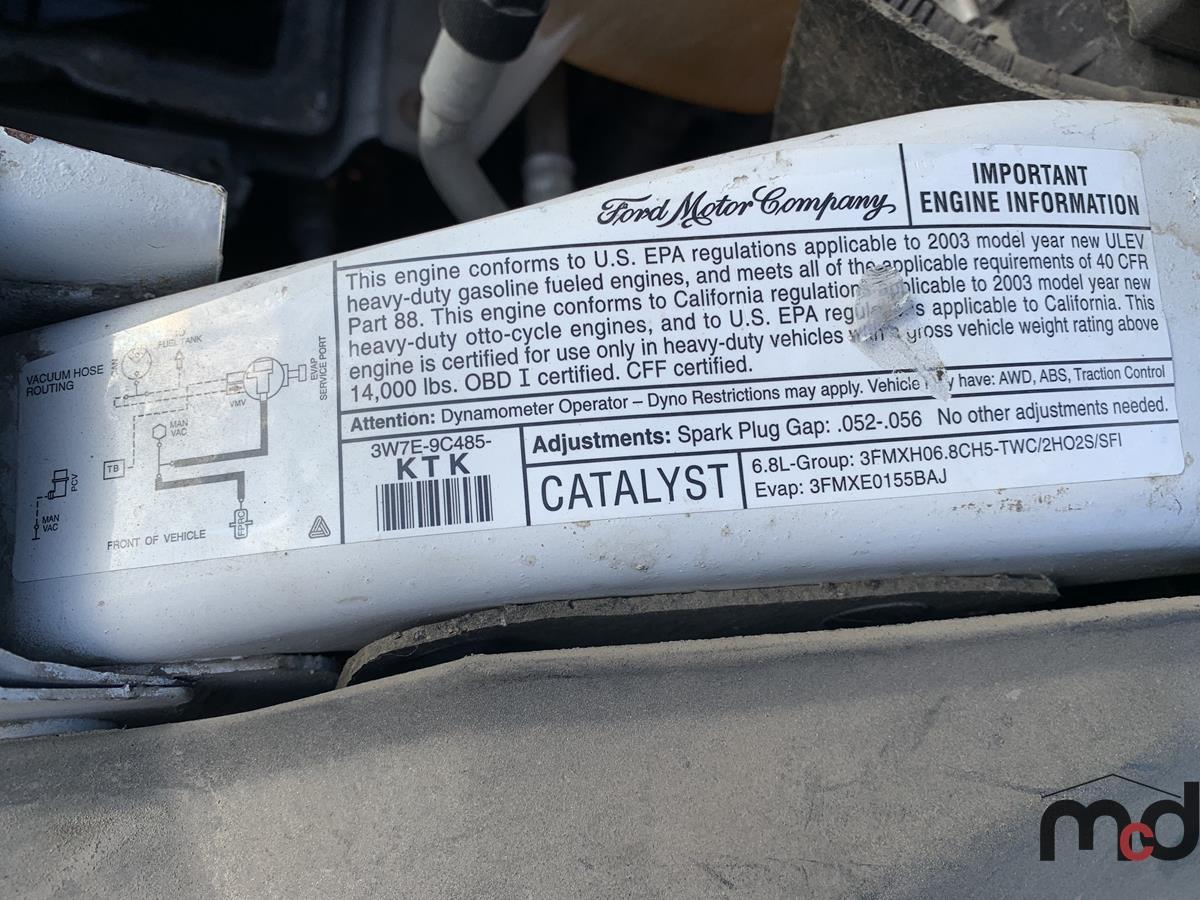 Ford Motor Company
IMPORTANT
ENGINE INFORMATION
This engine conforms to U.S. EPA regulations applicable to 2003 model year new ULEV
heavy-duty gasoline fueled engines, and meets all of the applicable requirements of 40 CFR
Part 88. This engine conforms to California regulation applicable to 2003 model year new
heavy-duty otto-cycle engines, and to U.S. EPA applicable to California. This
engine is certified for use only in heavy-duty vehicles gross vehicle weight rating above
14,000 lbs. OBD I certified. CFF certified.
Attention: Dynamometer Operator – Dyno Restrictions may apply. Vehicle have: AWD, ABS, Traction Control
3W7E-9C485-
KTK
Adjustments: Spark Plug Gap: .052-.056 No other adjustments needed.
CATALYST
6.8L-Group: 3FMXH06.8CH5-TWC/2HO2S/SFI
Evap: 3FMXE0155BAJ
VACUUM HOSE
ROUTING
FUEL TANK
EVAP
SERVICE PORT
VMV
MAN
VAC
TB
PCV
MAN
VAC
FPRC
FRONT OF VEHICLE
mcd